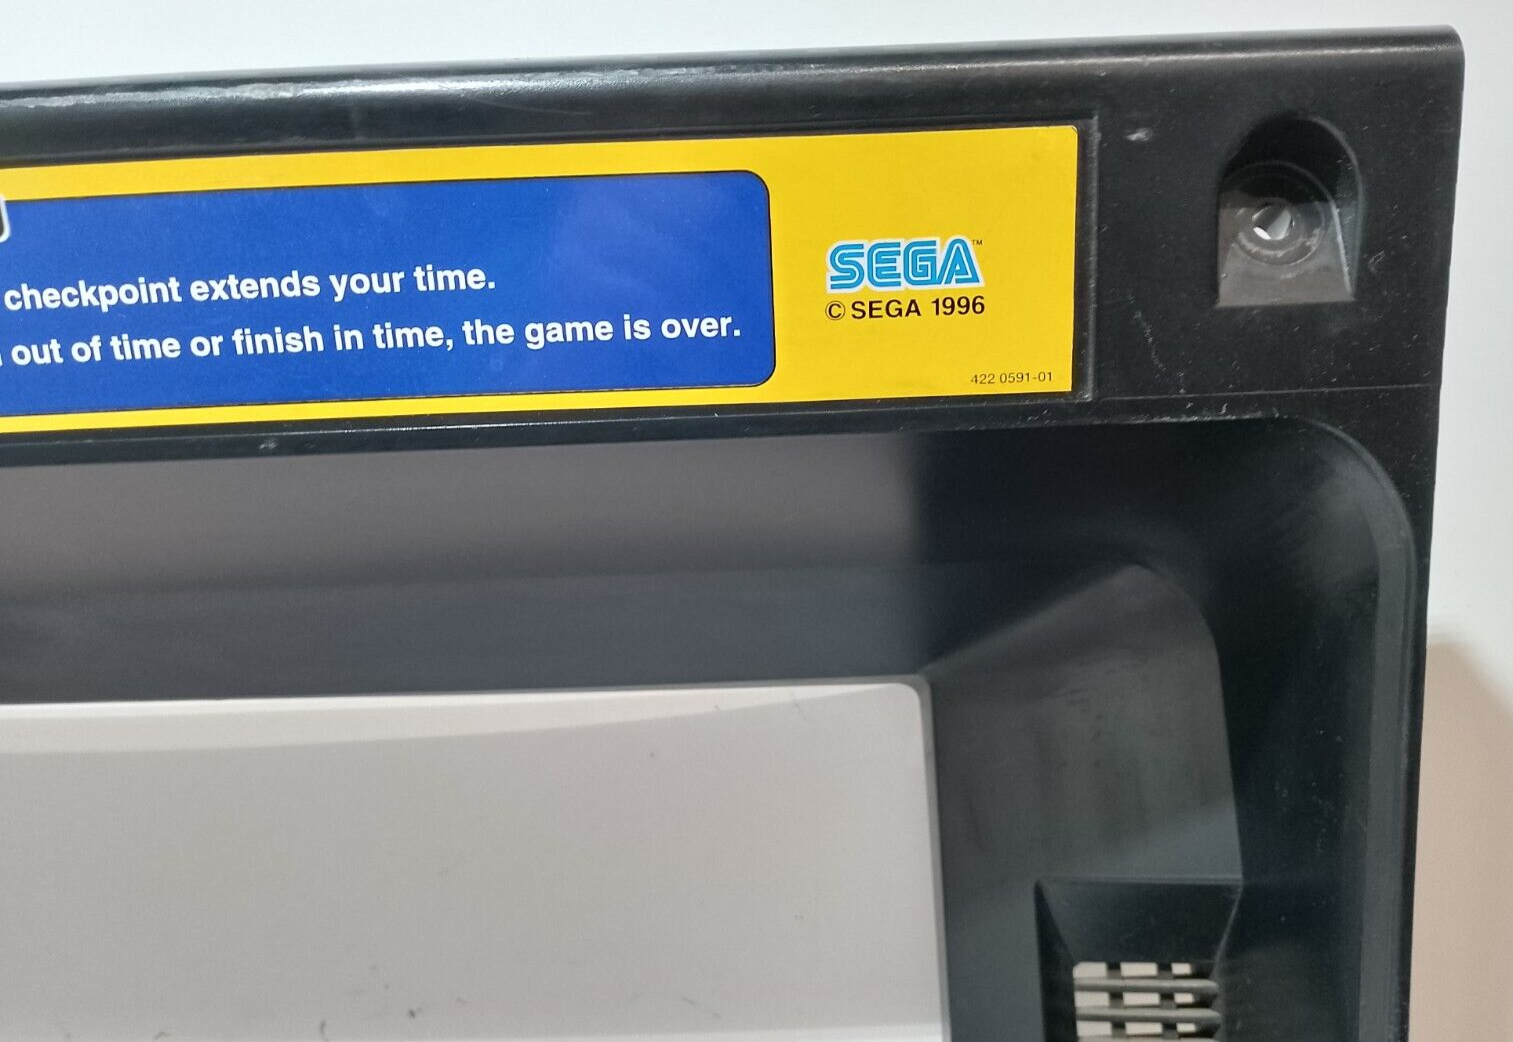 checkpoint extends your time.
out of time or finish in time, the game is over.
SEGA™
© SEGA 1996
422 0591-01